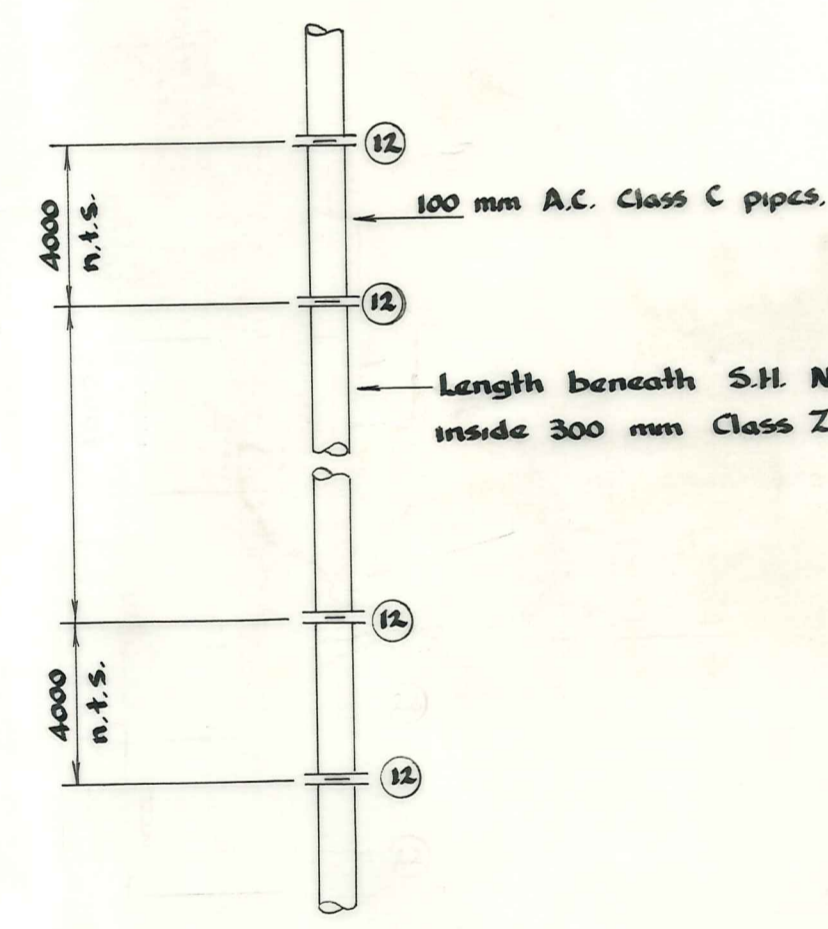 12
100 mm A.C. Class C pipes.
4000
n.t.s.
12
Length beneath S.H.
inside 300 mm Class Z
12
4000
n.t.s.
12